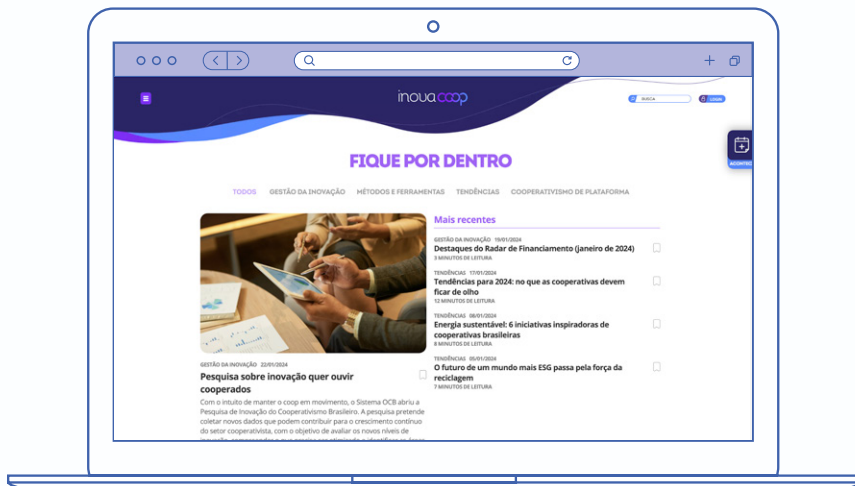 inovacoop
BUSCA
LOGIN
FIQUE POR DENTRO
TODOS GESTÃO DA INOVAÇÃO MÉTODOS E FERRAMENTAS TENDÊNCIAS COOPERATIVISMO DE PLATAFORMA
GESTÃO DA INOVAÇÃO 22/01/2024
Pesquisa sobre inovação quer ouvir
cooperados
Com o intuito de manter o coop em movimento, o Sistema OCB abriu a
Pesquisa de Inovação do Cooperativismo Brasileiro. A pesquisa pretende
coletar novos dados que podem contribuir para o crescimento contínuo
do setor cooperativista, com o objetivo de avaliar os novos níveis de
Mais recentes
GESTÃO DA INOVAÇÃO 19/01/2024
Destaques do Radar de Financiamento (janeiro de 2024)
3 MINUTOS DE LEITURA
TENDÊNCIAS 17/01/2024
Tendências para 2024: no que as cooperativas devem
ficar de olho
12 MINUTOS DE LEITURA
TENDÊNCIAS 08/01/2024
Energia sustentável: 6 iniciativas inspiradoras de
cooperativas brasileiras
8 MINUTOS DE LEITURA
TENDÊNCIAS 05/01/2024
O futuro de um mundo mais ESG passa pela força da
reciclagem
7 MINUTOS DE LEITURA